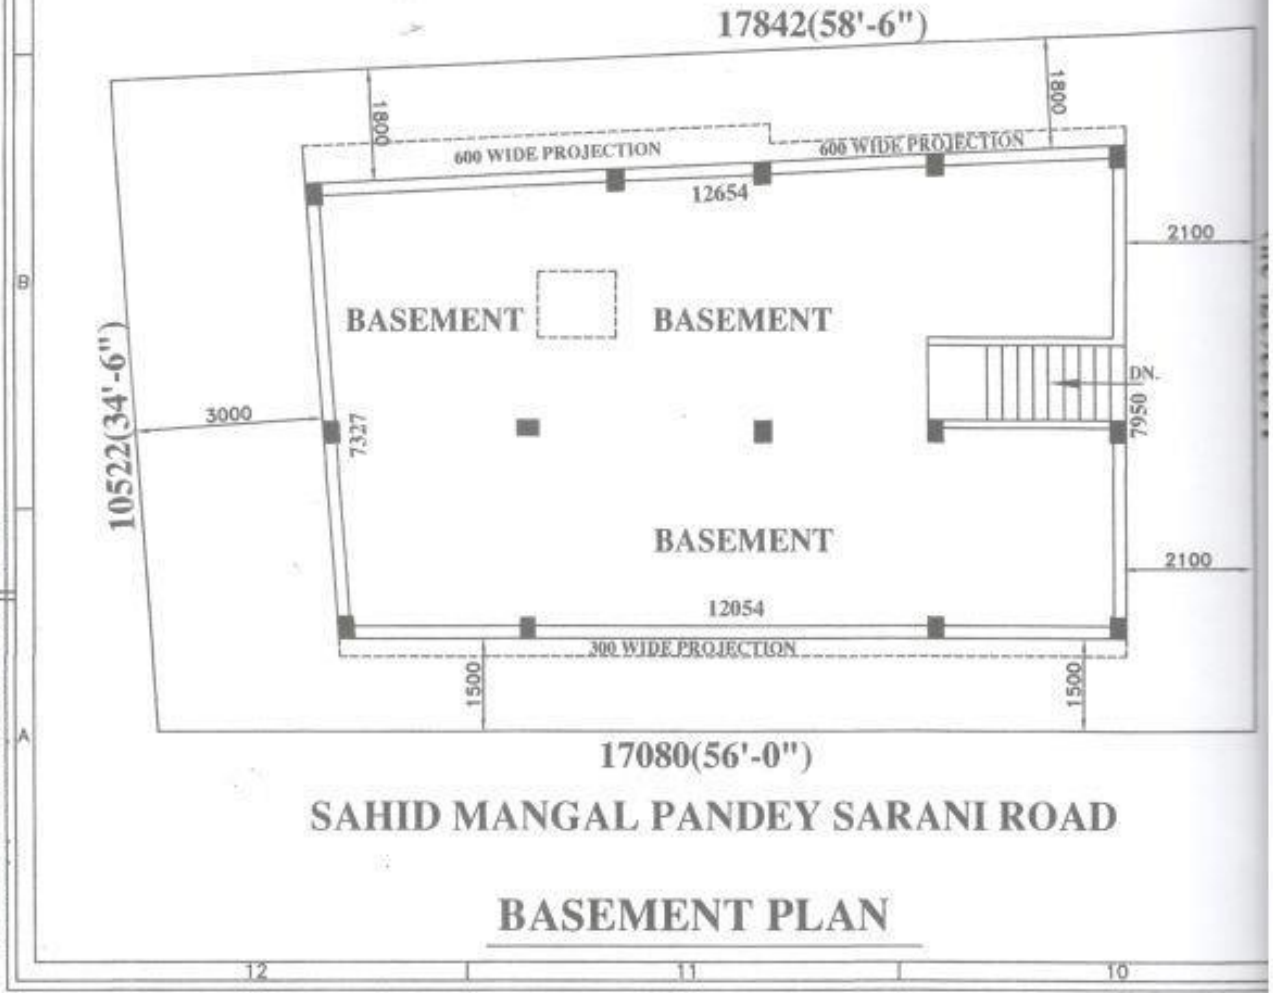 17842(58'-6")
1800
1800
600 WIDE PROJECTION
600 WIDE PROJECTION
12654
2100
B
BASEMENT
BASEMENT
DN.
10522(34'-6")
3000
7327
7950
BASEMENT
2100
12054
300 WIDE PROJECTION
1500
1500
A
17080(56'-0")
SAHID MANGAL PANDEY SARANI ROAD
BASEMENT PLAN
12
11
10